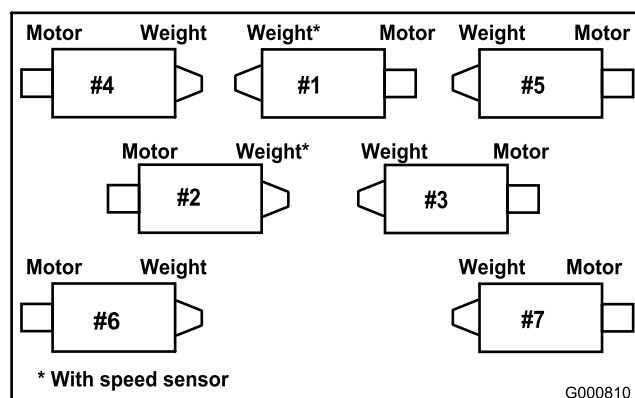 Motor Weight Weight* Motor Weight Motor
#4 #1 #5
Motor Weight* Weight Motor
#2 #3
Motor Weight Weight Motor
#6 #7
* With speed sensor
G000810